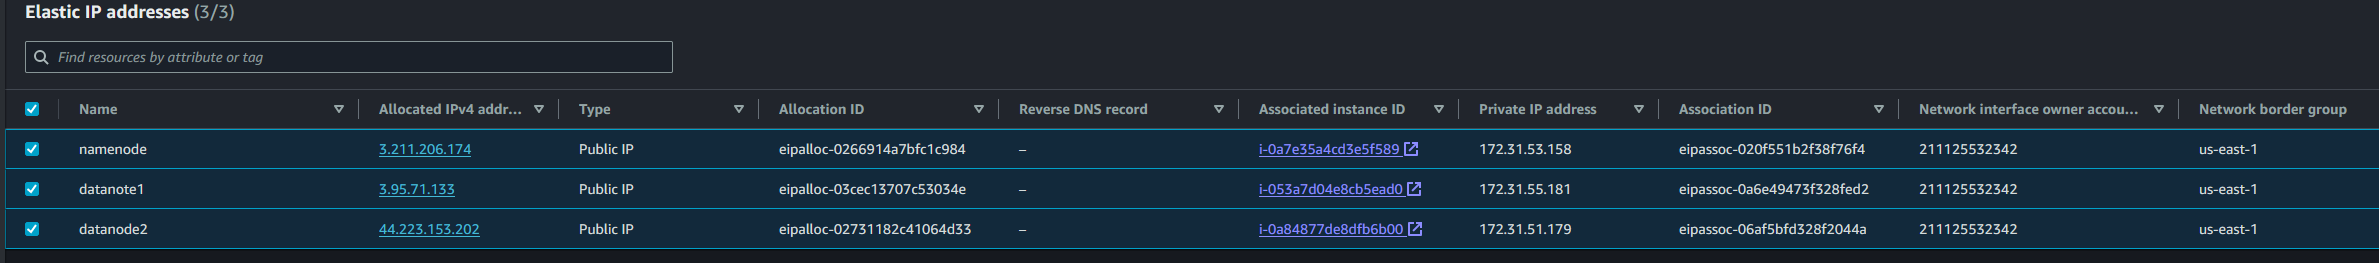 Elastic IP addresses (3/3)
Find resources by attribute or tag
Name Allocated IPv4 addr... Type Allocation ID Reverse DNS record Associated instance ID Private IP address Association ID Network interface owner accou... Network border group
namenode 3.211.206.174 Public IP eipalloc-0266914a7bfc1c984 – i-0a7e35a4cd3e5f589 172.31.53.158 eipassoc-020f551b2f38f76f4 211125532342 us-east-1
datanote1 3.95.71.133 Public IP eipalloc-03cec13707c53034e – i-053a7d04e8cb5ead0 172.31.55.181 eipassoc-0a6e49473f328fed2 211125532342 us-east-1
datanode2 44.223.153.202 Public IP eipalloc-02731182c41064d33 – i-0a84877de8dfb6b00 172.31.51.179 eipassoc-06af5bfd328f2044a 211125532342 us-east-1